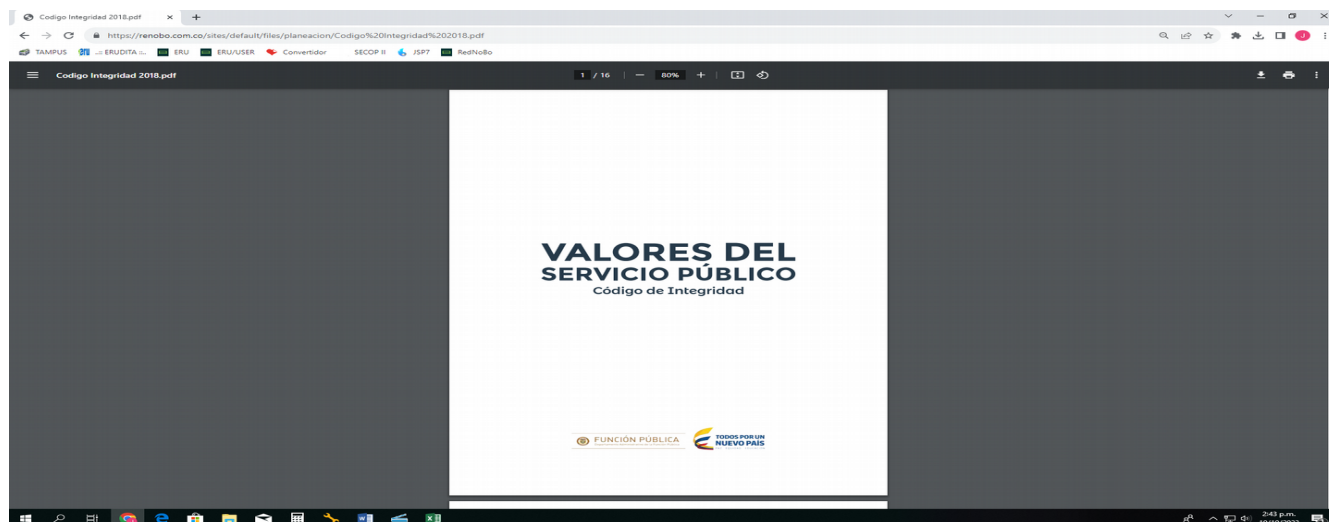 Codigo Integridad 2018.pdf
https://renobo.com.co/sites/default/files/planeacion/Codigo%20Integridad%202018.pdf
TAMPUS ..:: ERUDITA ::.. ERU ERU/USER Convertidor SECOP II JSP7 RedNoBo
Codigo Integridad 2018.pdf 1 / 16 80%
VALORES DEL
SERVICIO PÚBLICO
Código de Integridad
FUNCIÓN PÚBLICA
TODOS POR UN
NUEVO PAÍS
2:43 p.m.